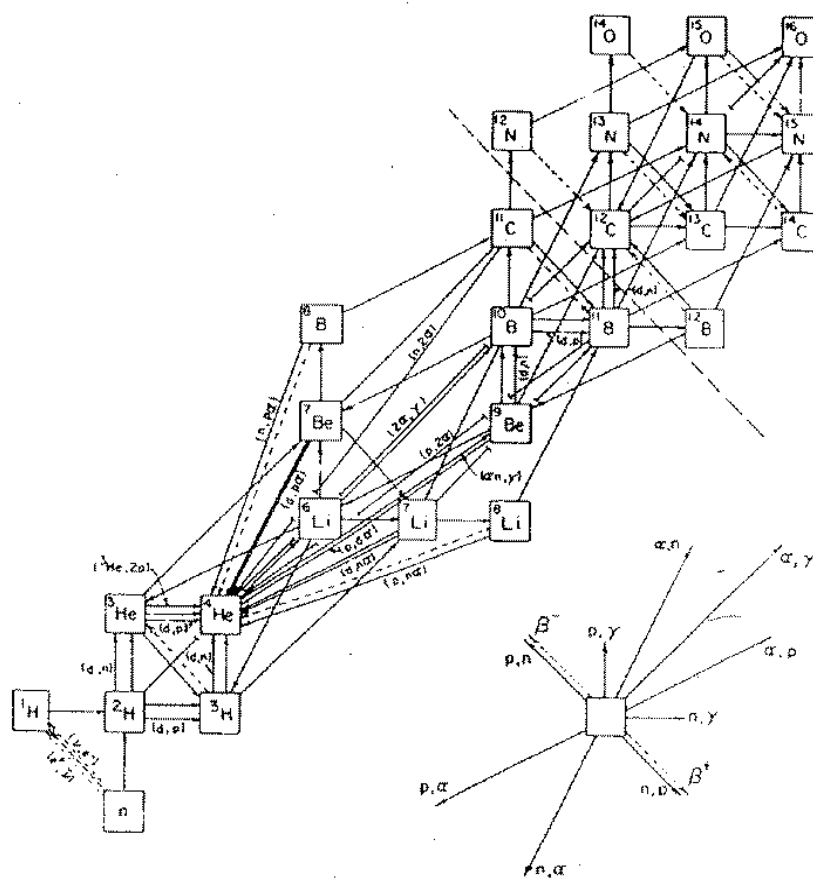 14O 15O 16O
12N 13N 14N 15N
11C 12C 13C 14C
(d,n)
8B 10B 11B 12B
(d,p)
(d,n)
(n,2α)
7Be 9Be
(n,pα)
(2α,γ)
(p,2α)
(αn,γ)
(d,pα)
6Li 7Li 8Li
(p,dα)
(d,nα)
(p,nα)
(3He,2p)
3He 4He
(d,p)
(d,n)
(d,n)
1H 2H 3H
(d,p)
n
α,n
α,γ
β-
p,γ
p,n
α,p
n,γ
p,α
n,p
β+
n,α